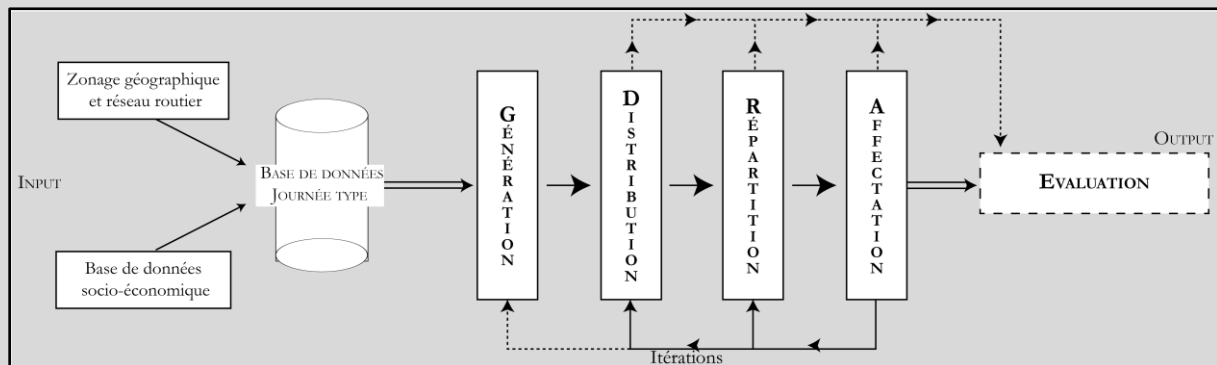 Zonage géographique
et réseau routier
INPUT
BASE DE DONNÉES
JOURNÉE TYPE
Base de données
socio-économique
GÉNÉRATION
DISTRIBUTION
RÉPARTITION
AFFECTATION
Itérations
OUTPUT
EVALUATION